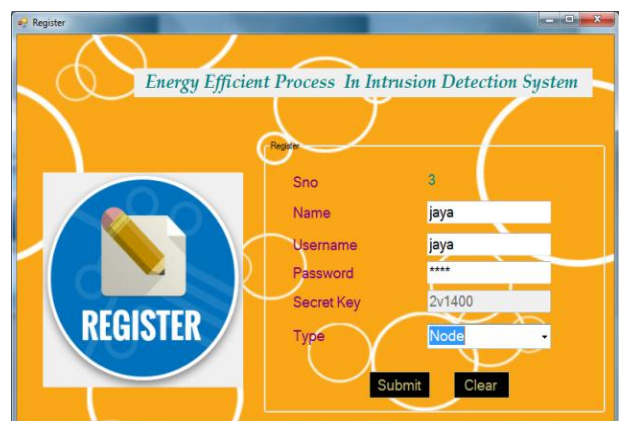 Register
Energy Efficient Process In Intrusion Detection System
Register
Sno 3
Name jaya
Username jaya
Password ****
Secret Key 2v1400
Type Node
REGISTER
Submit Clear